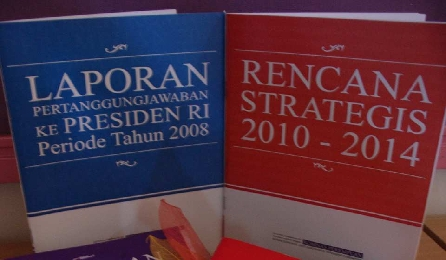 LAPORAN
PERTANGGUNGJAWABAN
KE PRESIDEN RI
Periode Tahun 2008
RENCANA
STRATEGIS
2010 - 2014